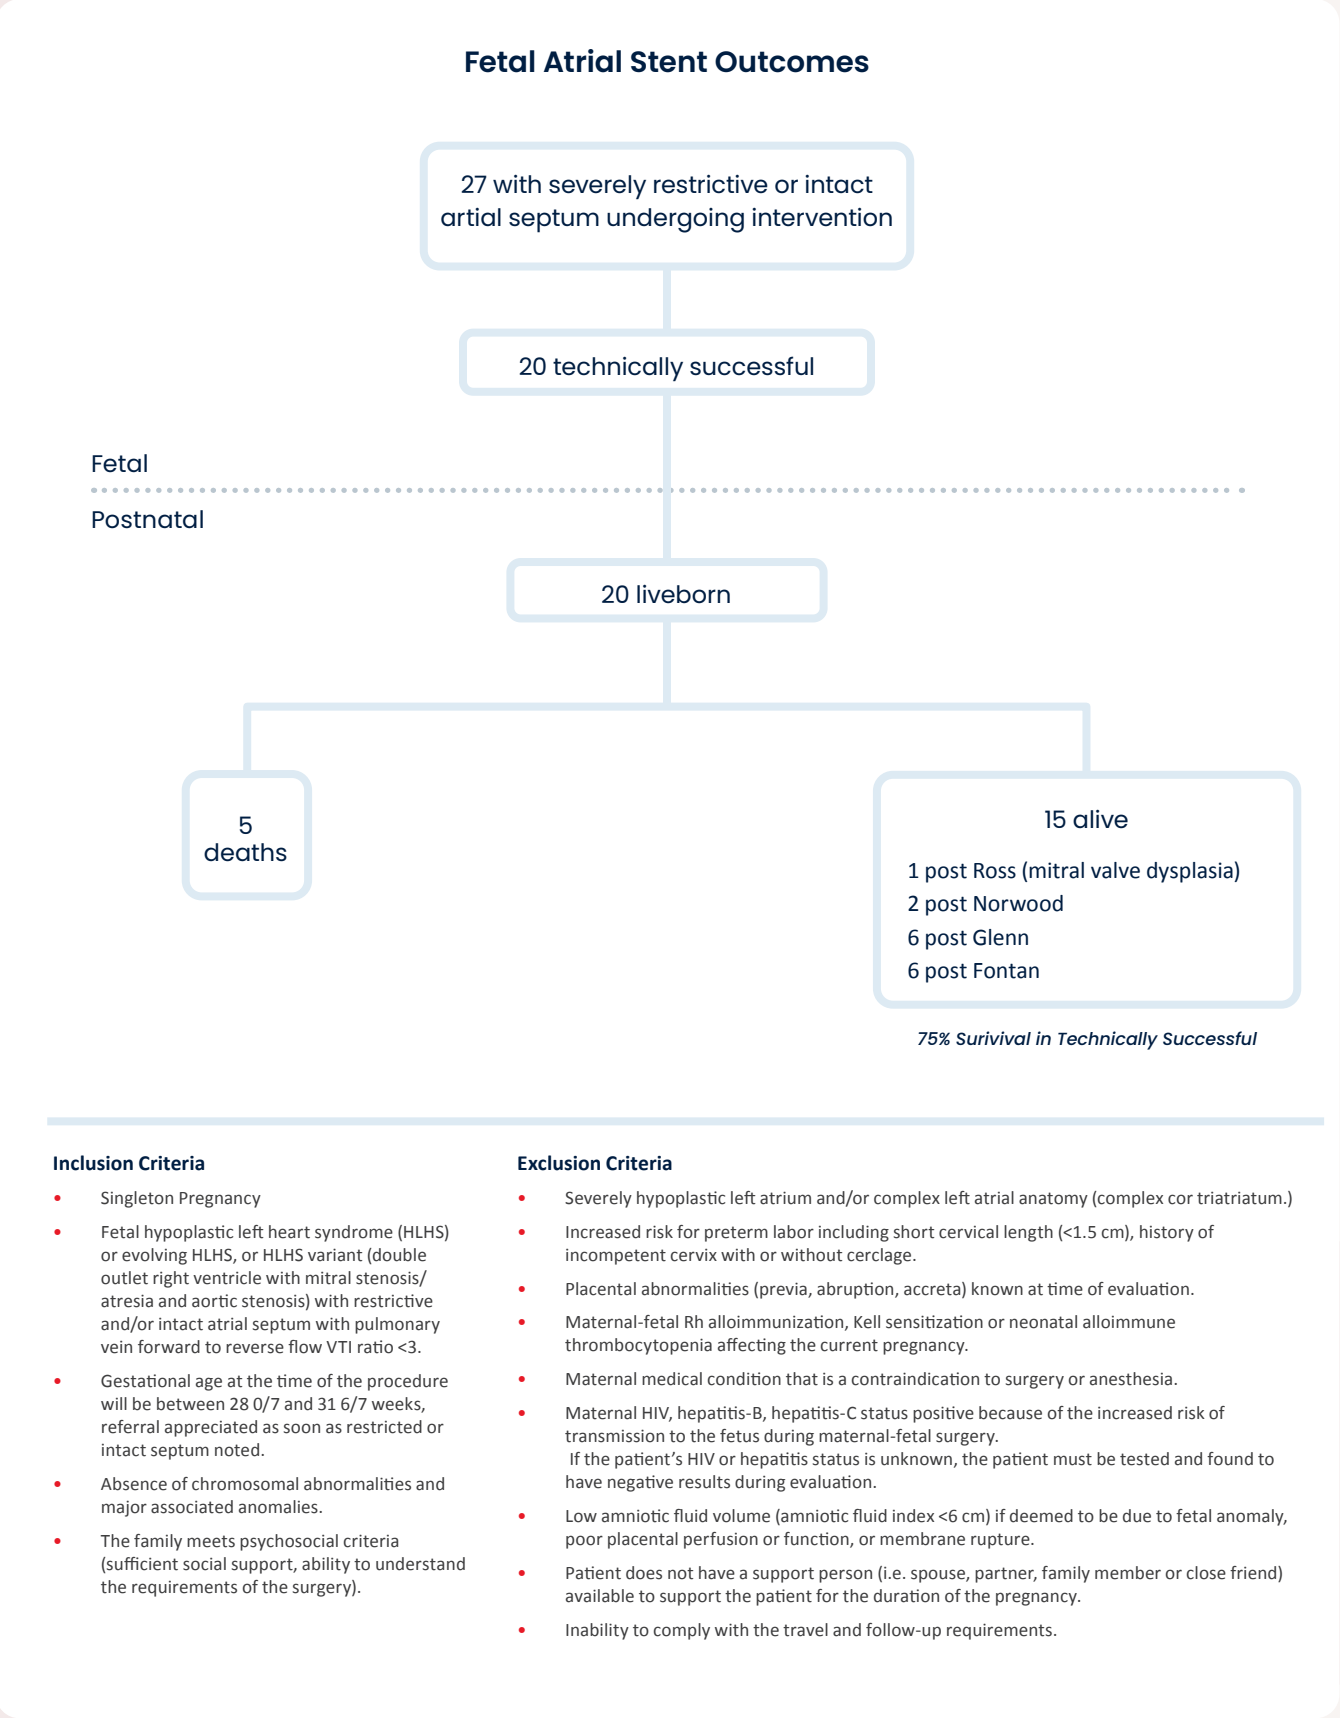 Fetal Atrial Stent Outcomes
27 with severely restrictive or intact
artial septum undergoing intervention
20 technically successful
Fetal
Postnatal
20 liveborn
5
deaths
15 alive
1 post Ross (mitral valve dysplasia)
2 post Norwood
6 post Glenn
6 post Fontan
75% Surivival in Technically Successful
Inclusion Criteria
• Singleton Pregnancy
• Fetal hypoplastic left heart syndrome (HLHS)
or evolving HLHS, or HLHS variant (double
outlet right ventricle with mitral stenosis/
atresia and aortic stenosis) with restrictive
and/or intact atrial septum with pulmonary
vein forward to reverse flow VTI ratio <3.
• Gestational age at the time of the procedure
will be between 28 0/7 and 31 6/7 weeks,
referral appreciated as soon as restricted or
intact septum noted.
• Absence of chromosomal abnormalities and
major associated anomalies.
• The family meets psychosocial criteria
(sufficient social support, ability to understand
the requirements of the surgery).
Exclusion Criteria
• Severely hypoplastic left atrium and/or complex left atrial anatomy (complex cor triatriatum.)
• Increased risk for preterm labor including short cervical length (<1.5 cm), history of
incompetent cervix with or without cerclage.
• Placental abnormalities (previa, abruption, accreta) known at time of evaluation.
• Maternal-fetal Rh alloimmunization, Kell sensitization or neonatal alloimmune
thrombocytopenia affecting the current pregnancy.
• Maternal medical condition that is a contraindication to surgery or anesthesia.
• Maternal HIV, hepatitis-B, hepatitis-C status positive because of the increased risk of
transmission to the fetus during maternal-fetal surgery.
If the patient's HIV or hepatitis status is unknown, the patient must be tested and found to
have negative results during evaluation.
• Low amniotic fluid volume (amniotic fluid index <6 cm) if deemed to be due to fetal anomaly,
poor placental perfusion or function, or membrane rupture.
• Patient does not have a support person (i.e. spouse, partner, family member or close friend)
available to support the patient for the duration of the pregnancy.
• Inability to comply with the travel and follow-up requirements.